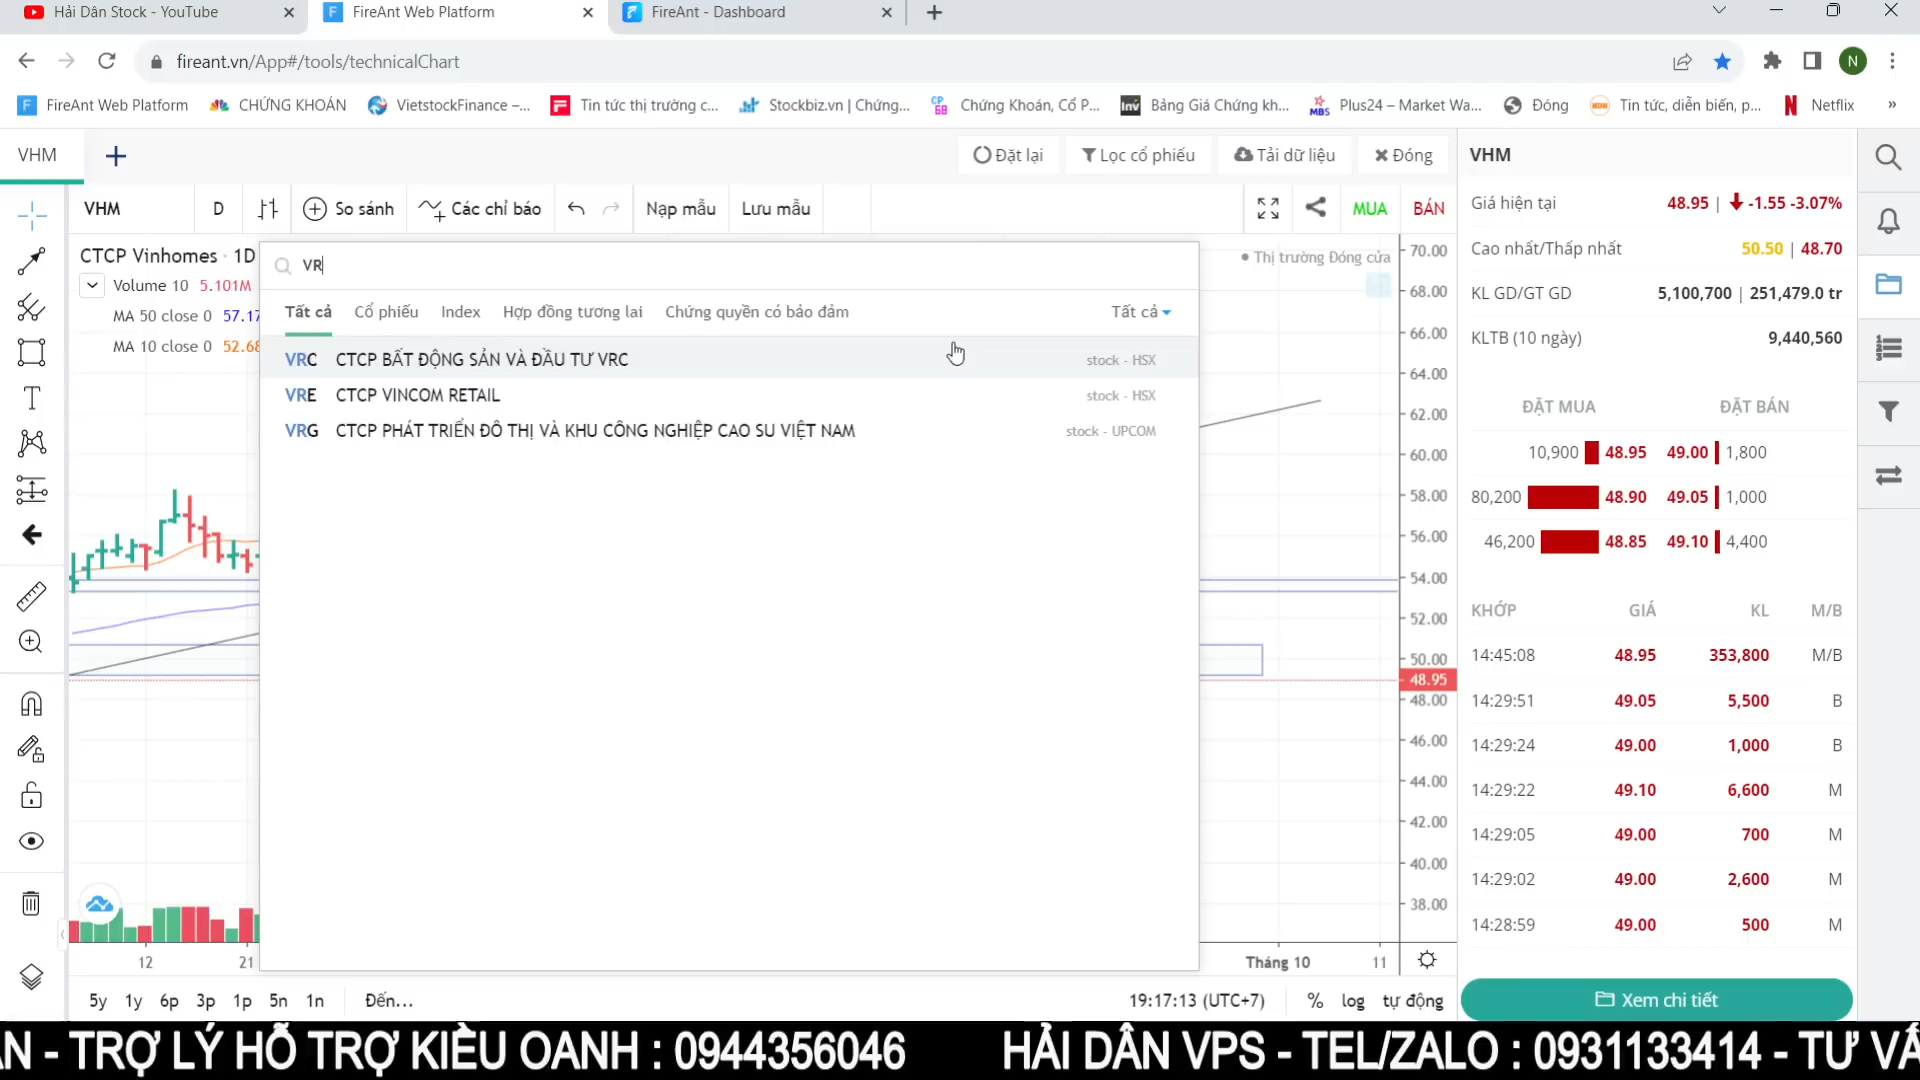 Hải Dân Stock - YouTube
FireAnt Web Platform
FireAnt - Dashboard
fireant.vn/App#/tools/technicalChart
N
FireAnt Web Platform
CHỨNG KHOÁN
VietstockFinance –...
Tin tức thị trường c...
Stockbiz.vn | Chứng...
Chứng Khoán, Cổ P...
Bảng Giá Chứng kh...
Plus24 – Market Wa...
Đóng
Tin tức, diễn biến, p...
Netflix
»
VHM
Đặt lại
Lọc cổ phiếu
Tải dữ liệu
Đóng
VHM
VHM
D
So sánh
Các chỉ báo
Nạp mẫu
Lưu mẫu
MUA
BÁN
CTCP Vinhomes · 1D
Volume 10 5.101M
MA 50 close 0 57.17
MA 10 close 0 52.68
Thị trường Đóng cửa
VR
Tất cả
Cổ phiếu
Index
Hợp đồng tương lai
Chứng quyền có bảo đảm
Tất cả
VRC CTCP BẤT ĐỘNG SẢN VÀ ĐẦU TƯ VRC stock - HSX
VRE CTCP VINCOM RETAIL stock - HSX
VRG CTCP PHÁT TRIỂN ĐÔ THỊ VÀ KHU CÔNG NGHIỆP CAO SU VIỆT NAM stock - UPCOM
70.00
68.00
66.00
64.00
62.00
60.00
58.00
56.00
54.00
52.00
50.00
48.95
48.00
46.00
44.00
42.00
40.00
38.00
12
21
Tháng 10
11
5y 1y 6p 3p 1p 5n 1n
Đến...
19:17:13 (UTC+7)
%
log
tự động
Giá hiện tại 48.95 | -1.55 -3.07%
Cao nhất/Thấp nhất 50.50 | 48.70
KL GD/GT GD 5,100,700 | 251,479.0 tr
KLTB (10 ngày) 9,440,560
ĐẶT MUA ĐẶT BÁN
10,900 48.95 49.00 1,800
80,200 48.90 49.05 1,000
46,200 48.85 49.10 4,400
KHỚP GIÁ KL M/B
14:45:08 48.95 353,800 M/B
14:29:51 49.05 5,500 B
14:29:24 49.00 1,000 B
14:29:22 49.10 6,600 M
14:29:05 49.00 700 M
14:29:02 49.00 2,600 M
14:28:59 49.00 500 M
Xem chi tiết
- TRỢ LÝ HỖ TRỢ KIỀU OANH : 0944356046 HẢI DÂN VPS - TEL/ZALO : 0931133414 - TƯ